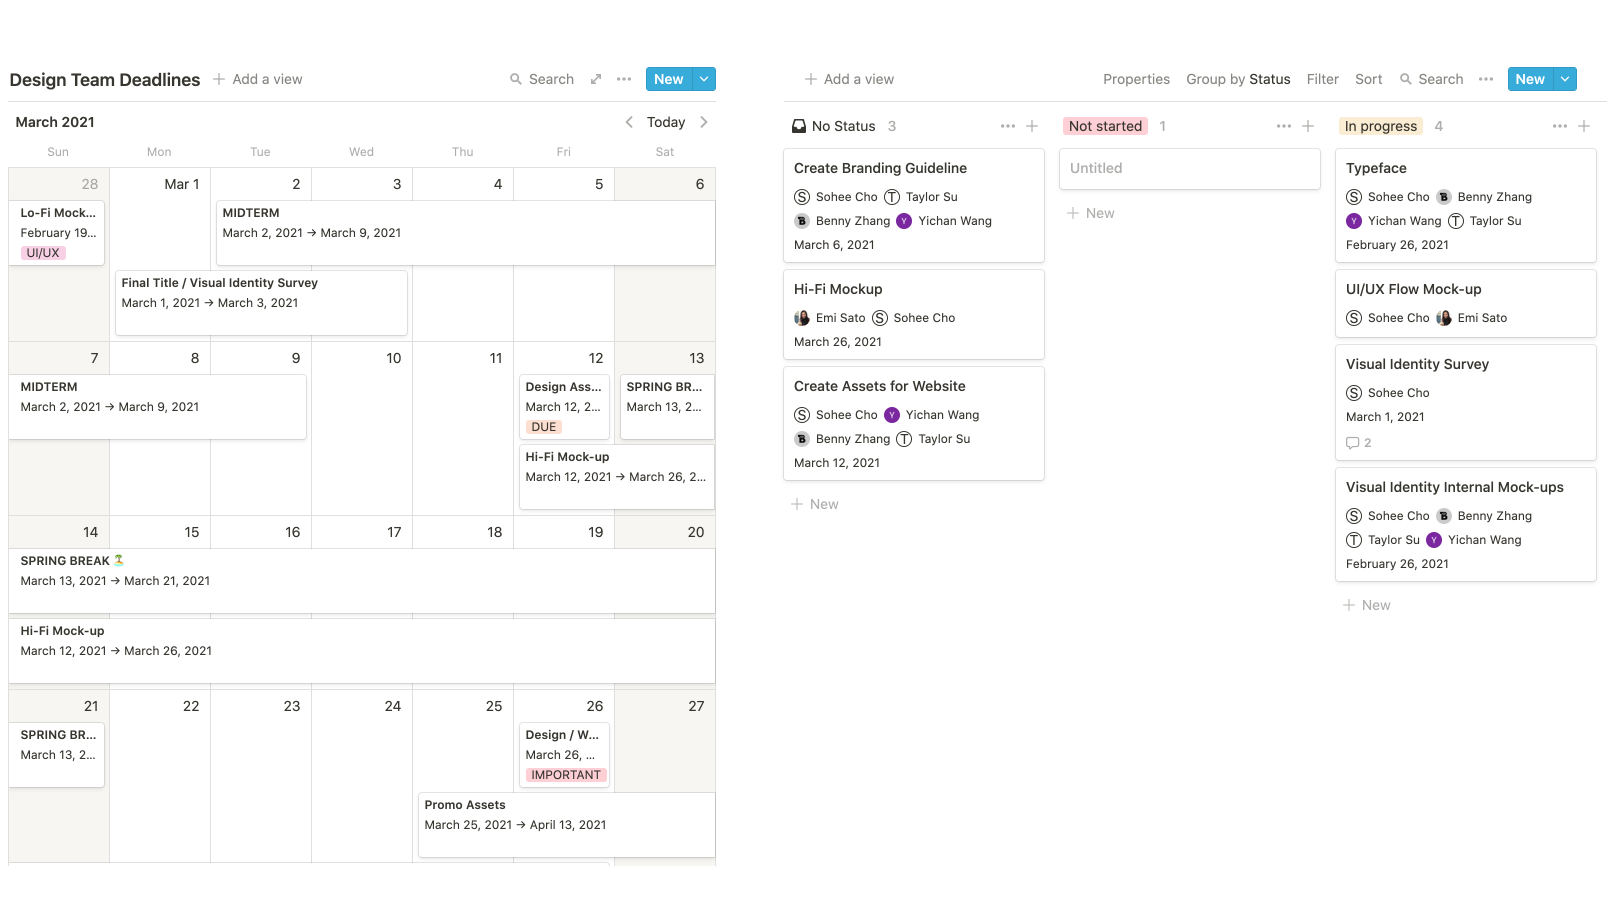 Design Team Deadlines
Add a view
Search
New
March 2021
Today
Sun Mon Tue Wed Thu Fri Sat
28 Mar 1 2 3 4 5 6
Lo-Fi Mock...
February 19...
UI/UX
MIDTERM
March 2, 2021 → March 9, 2021
Final Title / Visual Identity Survey
March 1, 2021 → March 3, 2021
7 8 9 10 11 12 13
MIDTERM
March 2, 2021 → March 9, 2021
Design Ass...
March 12, 2...
DUE
SPRING BR...
March 13, 2...
Hi-Fi Mock-up
March 12, 2021 → March 26, 2...
14 15 16 17 18 19 20
SPRING BREAK 🏝️
March 13, 2021 → March 21, 2021
Hi-Fi Mock-up
March 12, 2021 → March 26, 2021
21 22 23 24 25 26 27
SPRING BR...
March 13, 2...
Design / W...
March 26, ...
IMPORTANT
Promo Assets
March 25, 2021 → April 13, 2021
Add a view
Properties Group by Status Filter Sort Search New
No Status 3
Create Branding Guideline
S Sohee Cho T Taylor Su
B Benny Zhang Y Yichan Wang
March 6, 2021
Hi-Fi Mockup
Emi Sato S Sohee Cho
March 26, 2021
Create Assets for Website
S Sohee Cho Y Yichan Wang
B Benny Zhang T Taylor Su
March 12, 2021
New
Not started 1
Untitled
New
In progress 4
Typeface
S Sohee Cho B Benny Zhang
Y Yichan Wang T Taylor Su
February 26, 2021
UI/UX Flow Mock-up
S Sohee Cho Emi Sato
Visual Identity Survey
S Sohee Cho
March 1, 2021
2
Visual Identity Internal Mock-ups
S Sohee Cho B Benny Zhang
T Taylor Su Y Yichan Wang
February 26, 2021
New